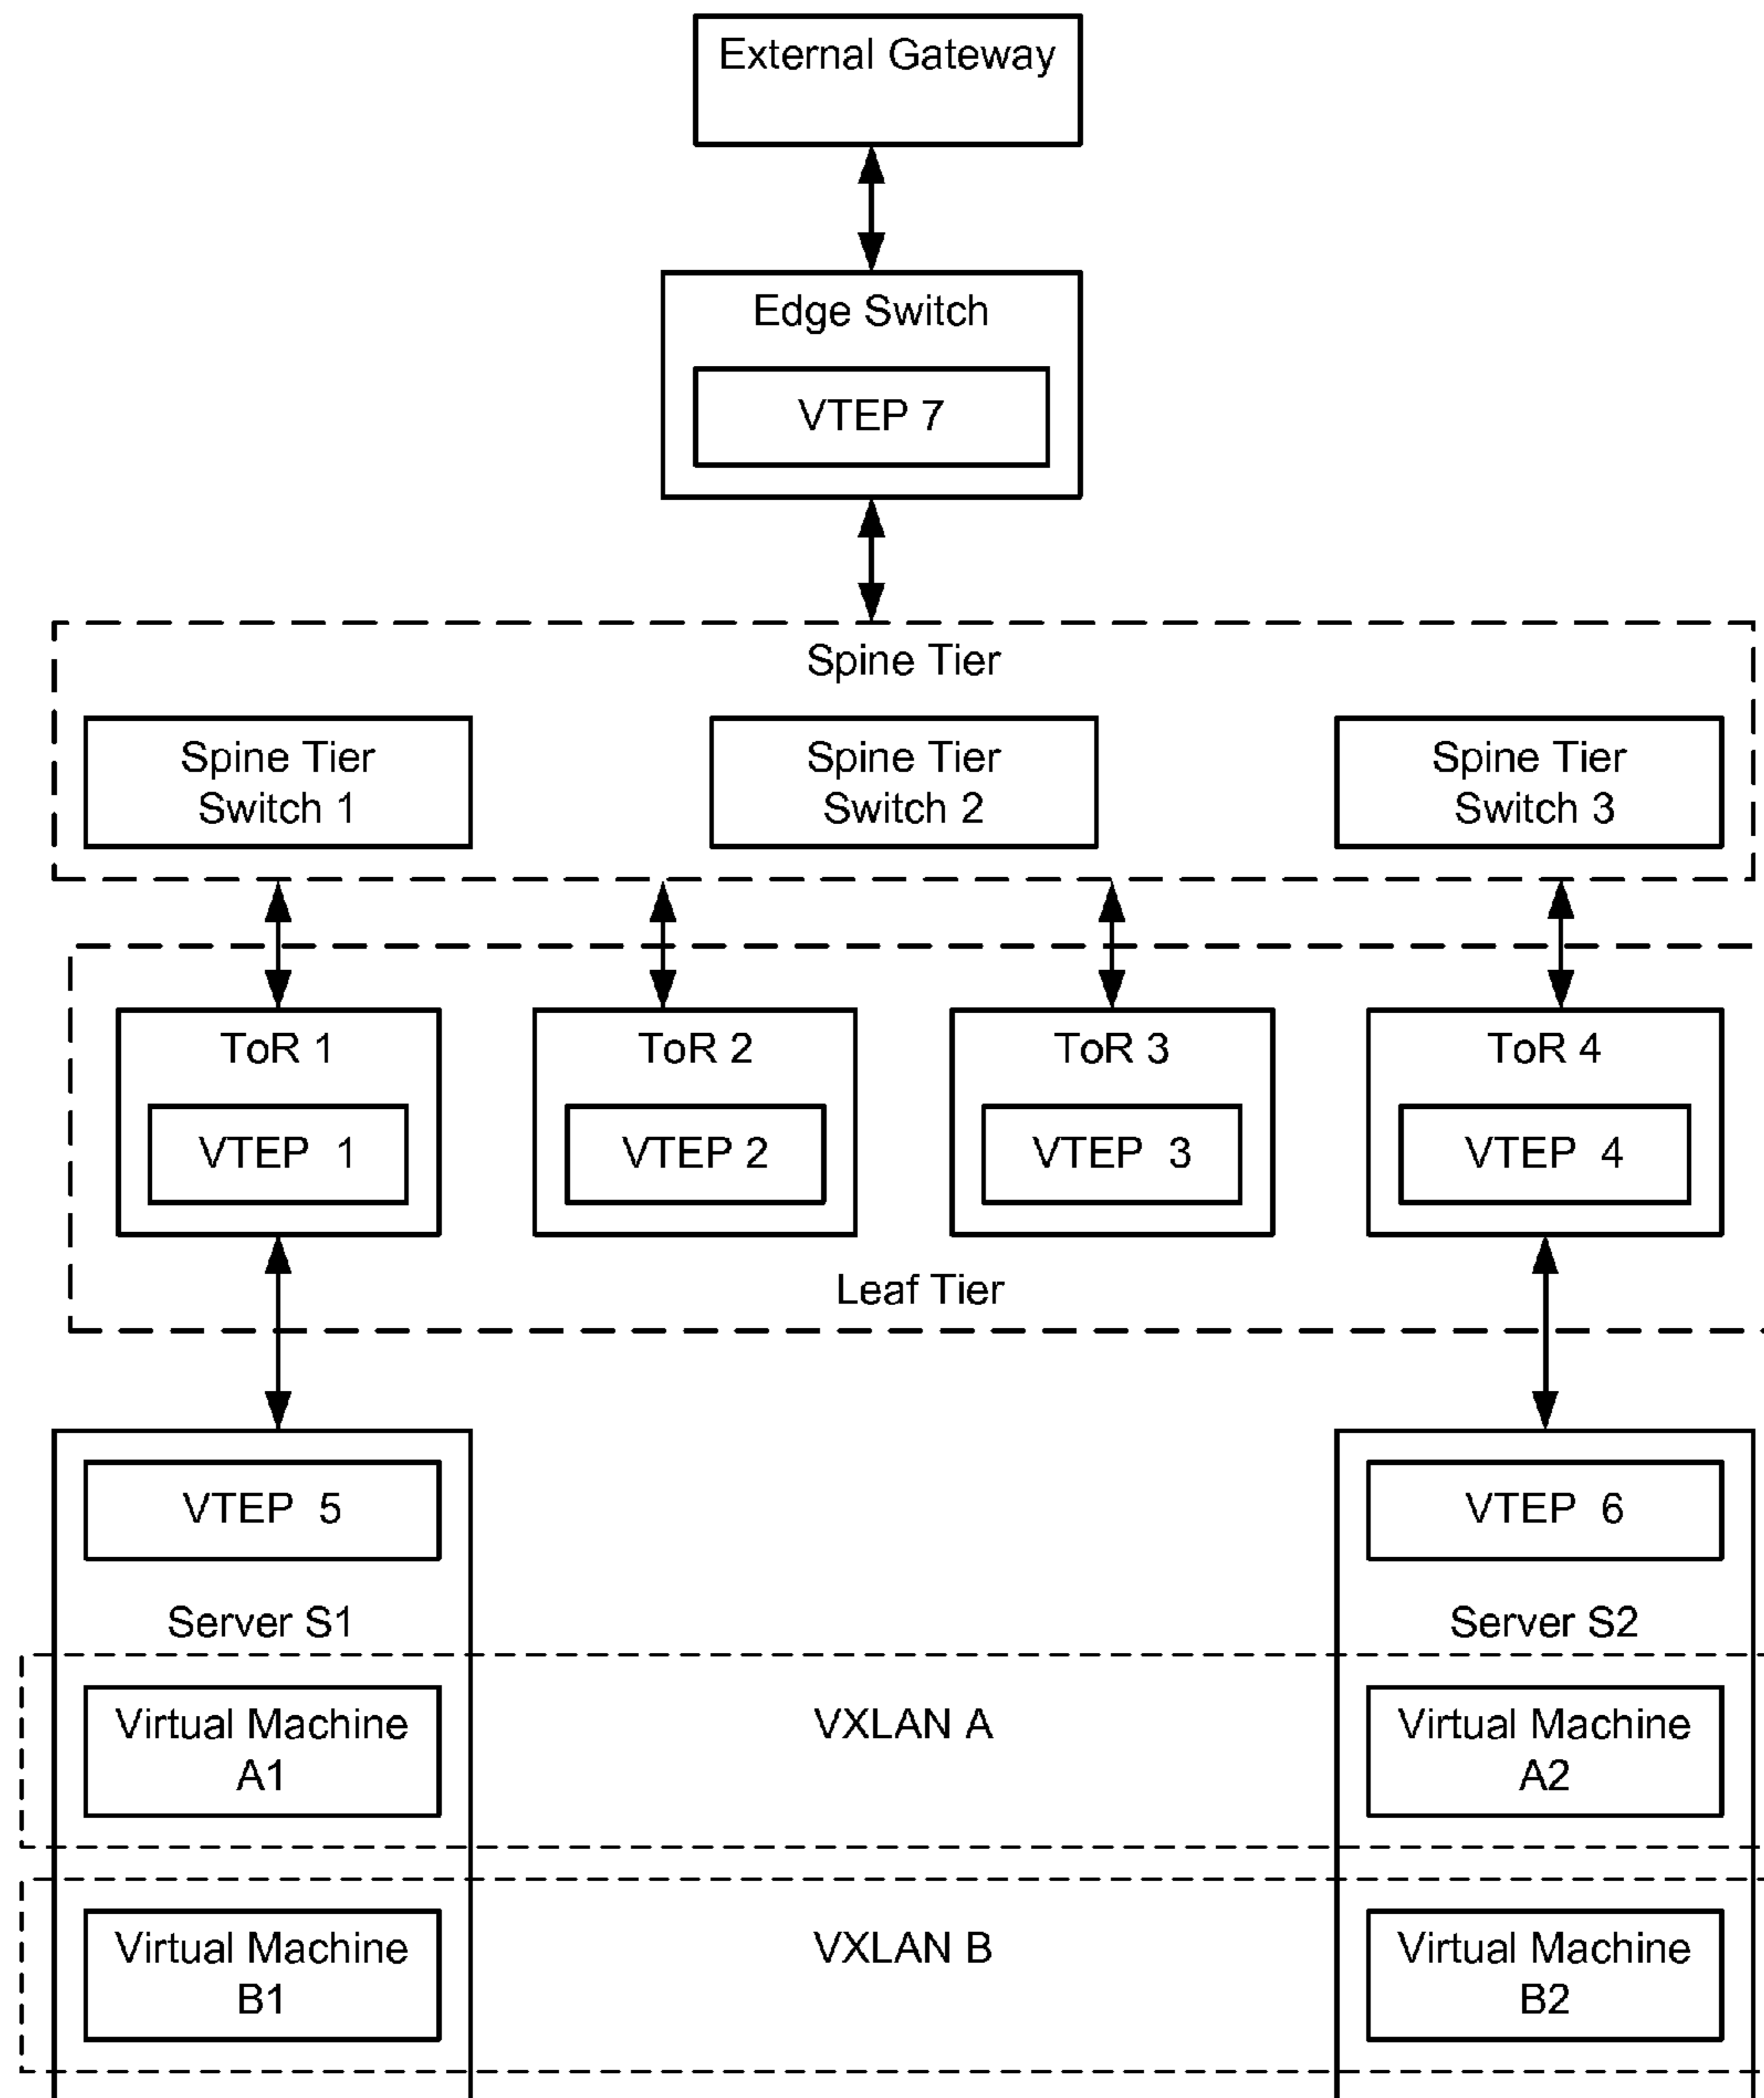 External Gateway
Edge Switch
VTEP 7
Spine Tier
Spine Tier
Switch 1
Spine Tier
Switch 2
Spine Tier
Switch 3
ToR 1
VTEP 1
ToR 2
VTEP 2
ToR 3
VTEP 3
ToR 4
VTEP 4
Leaf Tier
VTEP 5
Server S1
VTEP 6
Server S2
Virtual Machine
A1
VXLAN A
Virtual Machine
A2
Virtual Machine
B1
VXLAN B
Virtual Machine
B2